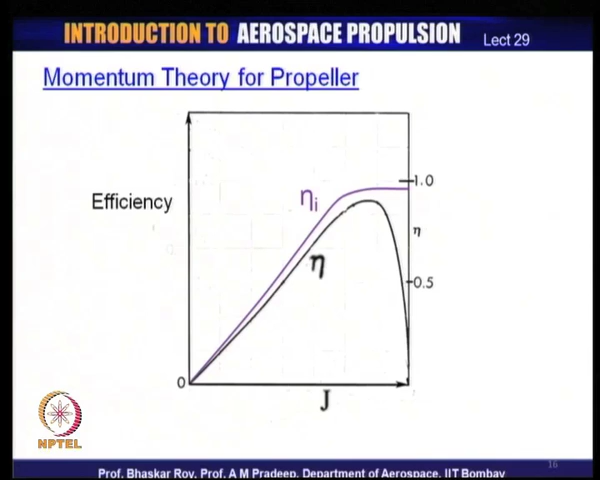 INTRODUCTION TO AEROSPACE PROPULSION Lect 29
Momentum Theory for Propeller
1.0
Efficiency
ηi
η
η
0.5
0
J
NPTEL
16
Prof. Bhaskar Roy, Prof. A M Pradeep, Department of Aerospace, IIT Bombay